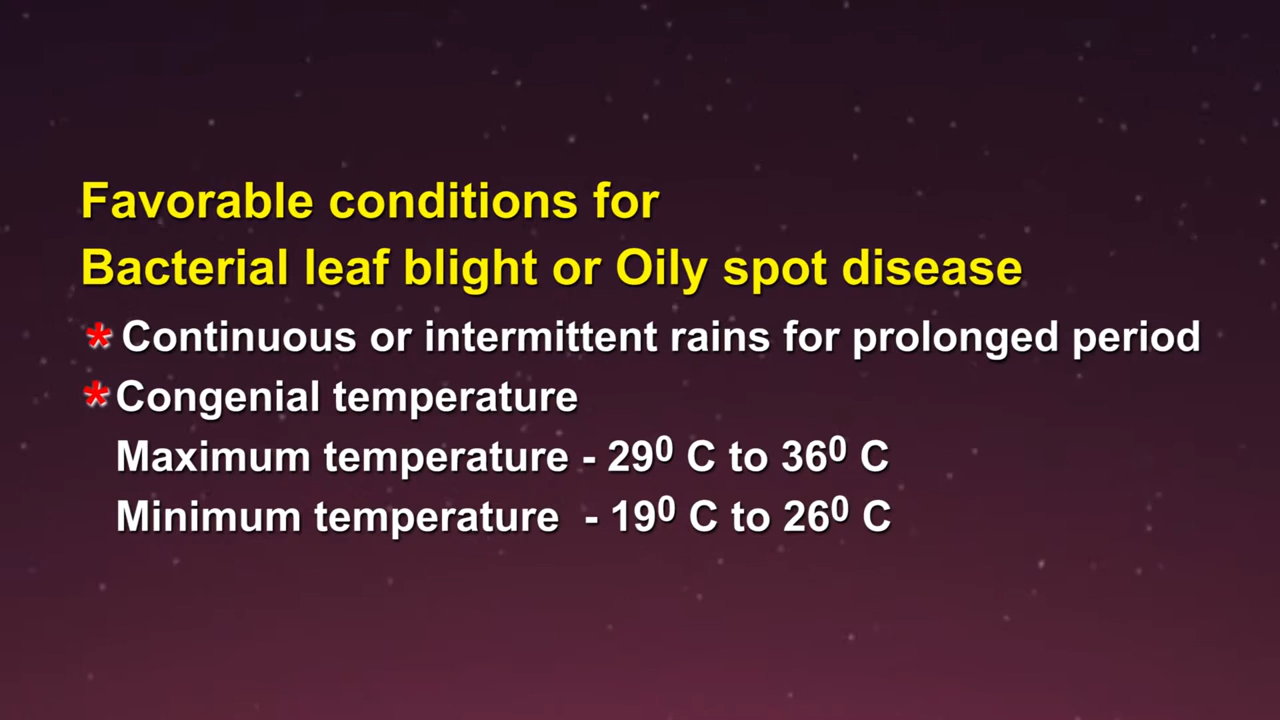 Favorable conditions for
Bacterial leaf blight or Oily spot disease
* Continuous or intermittent rains for prolonged period
* Congenial temperature
Maximum temperature - 29⁰ C to 36⁰ C
Minimum temperature - 19⁰ C to 26⁰ C